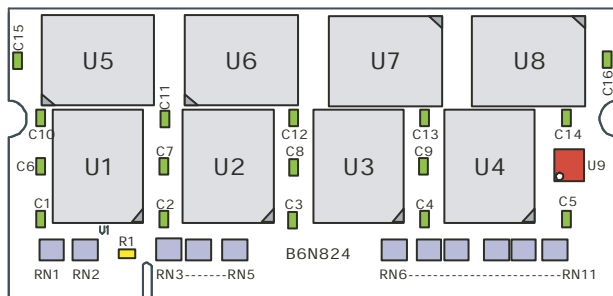 C15
U5
U6
U7
U8
C16
C10
C11
C12
C13
C14
C6
U1
C7
U2
C8
U3
C9
U4
U9
C1
C2
C3
C4
C5
V1
R1
B6N824
RN1 RN2 RN3------RN5 RN6--------------------RN11